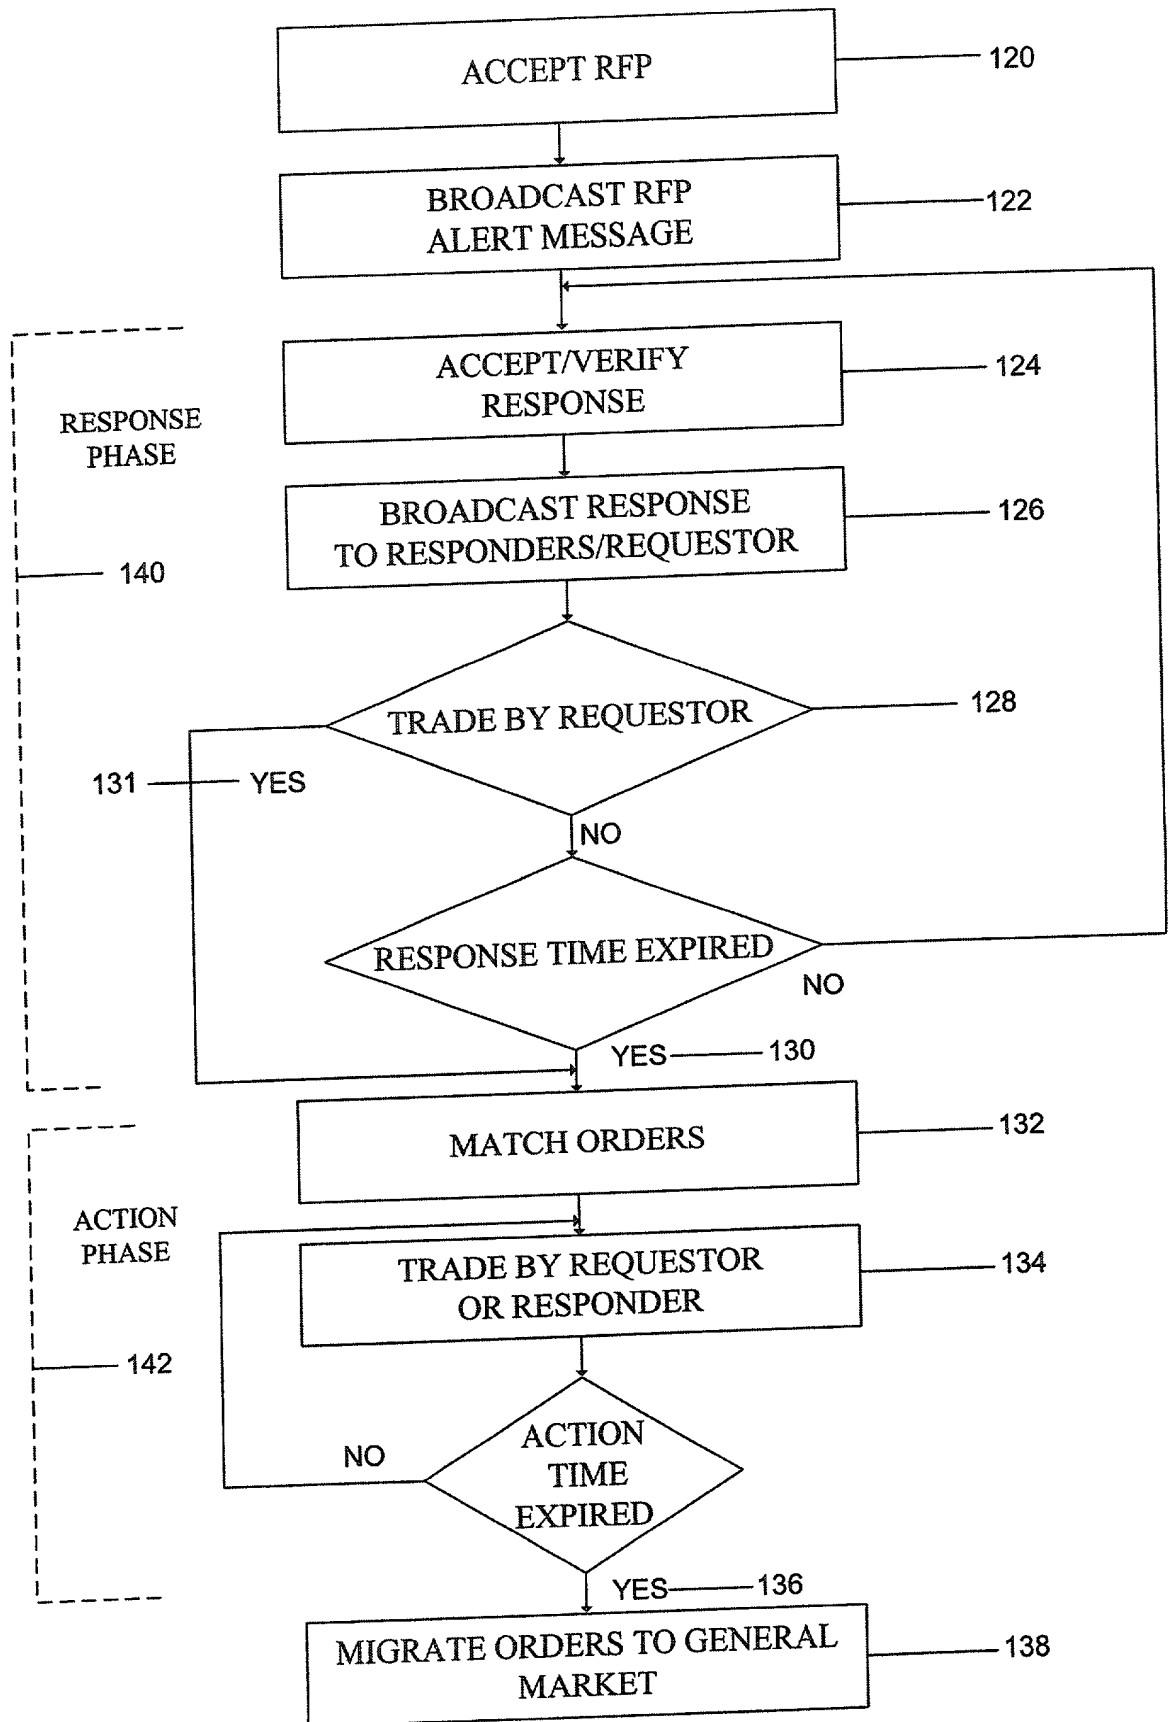 ACCEPT RFP
120
BROADCAST RFP
ALERT MESSAGE
122
ACCEPT/VERIFY
RESPONSE
124
RESPONSE
PHASE
BROADCAST RESPONSE
TO RESPONDERS/REQUESTOR
126
140
TRADE BY REQUESTOR
128
131
YES
NO
RESPONSE TIME EXPIRED
NO
YES
130
MATCH ORDERS
132
ACTION
PHASE
TRADE BY REQUESTOR
OR RESPONDER
134
142
ACTION
TIME
EXPIRED
NO
YES
136
MIGRATE ORDERS TO GENERAL
MARKET
138